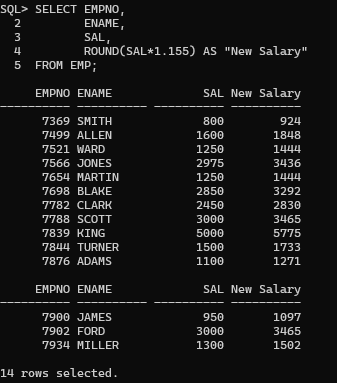 SQL> SELECT EMPNO,
  2         ENAME,
  3         SAL,
  4         ROUND(SAL*1.155) AS "New Salary"
  5  FROM EMP;

     EMPNO ENAME             SAL New Salary
---------- ---------- ---------- ----------
      7369 SMITH             800        924
      7499 ALLEN            1600       1848
      7521 WARD             1250       1444
      7566 JONES            2975       3436
      7654 MARTIN           1250       1444
      7698 BLAKE            2850       3292
      7782 CLARK            2450       2830
      7788 SCOTT            3000       3465
      7839 KING             5000       5775
      7844 TURNER           1500       1733
      7876 ADAMS            1100       1271

     EMPNO ENAME             SAL New Salary
---------- ---------- ---------- ----------
      7900 JAMES             950       1097
      7902 FORD             3000       3465
      7934 MILLER           1300       1502

14 rows selected.